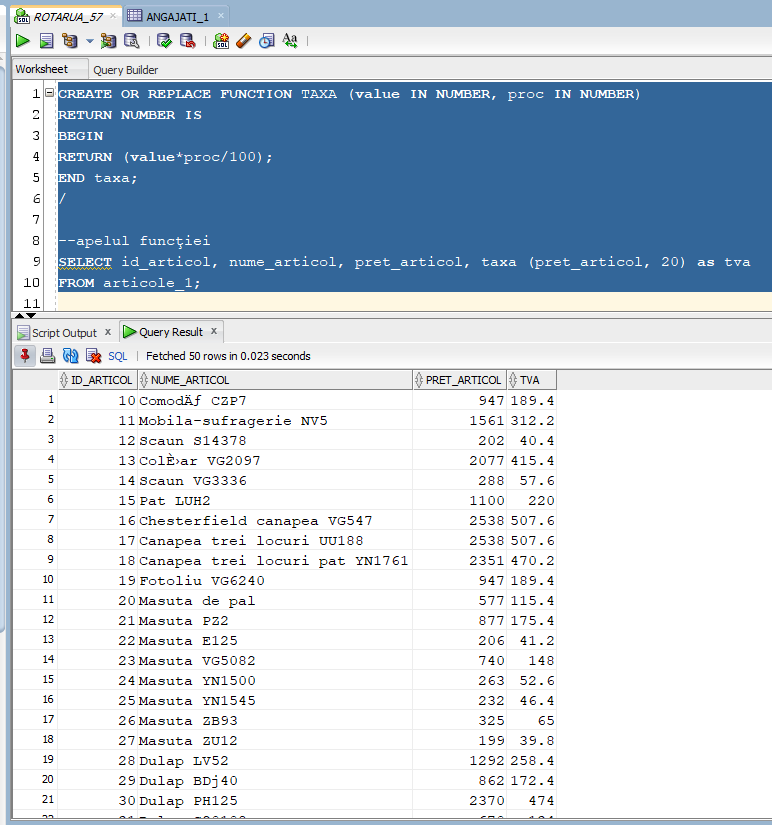 ROTARUA_57 × ANGAJATI_1 ×
SQL SQL Aa
Worksheet Query Builder
1 CREATE OR REPLACE FUNCTION TAXA (value IN NUMBER, proc IN NUMBER)
2 RETURN NUMBER IS
3 BEGIN
4 RETURN (value*proc/100);
5 END taxa;
6 /
7
8 --apelul funcţiei
9 SELECT id_articol, nume_articol, pret_articol, taxa (pret_articol, 20) as tva
10 FROM articole_1;
11
Script Output x Query Result x
SQL | Fetched 50 rows in 0.023 seconds
ID_ARTICOL NUME_ARTICOL PRET_ARTICOL TVA
1 10 ComodÄƒ CZP7 947 189.4
2 11 Mobila-sufragerie NV5 1561 312.2
3 12 Scaun S14378 202 40.4
4 13 ColÈ›ar VG2097 2077 415.4
5 14 Scaun VG3336 288 57.6
6 15 Pat LUH2 1100 220
7 16 Chesterfield canapea VG547 2538 507.6
8 17 Canapea trei locuri UU188 2538 507.6
9 18 Canapea trei locuri pat YN1761 2351 470.2
10 19 Fotoliu VG6240 947 189.4
11 20 Masuta de pal 577 115.4
12 21 Masuta PZ2 877 175.4
13 22 Masuta E125 206 41.2
14 23 Masuta VG5082 740 148
15 24 Masuta YN1500 263 52.6
16 25 Masuta YN1545 232 46.4
17 26 Masuta ZB93 325 65
18 27 Masuta ZU12 199 39.8
19 28 Dulap LV52 1292 258.4
20 29 Dulap BDj40 862 172.4
21 30 Dulap PH125 2370 474